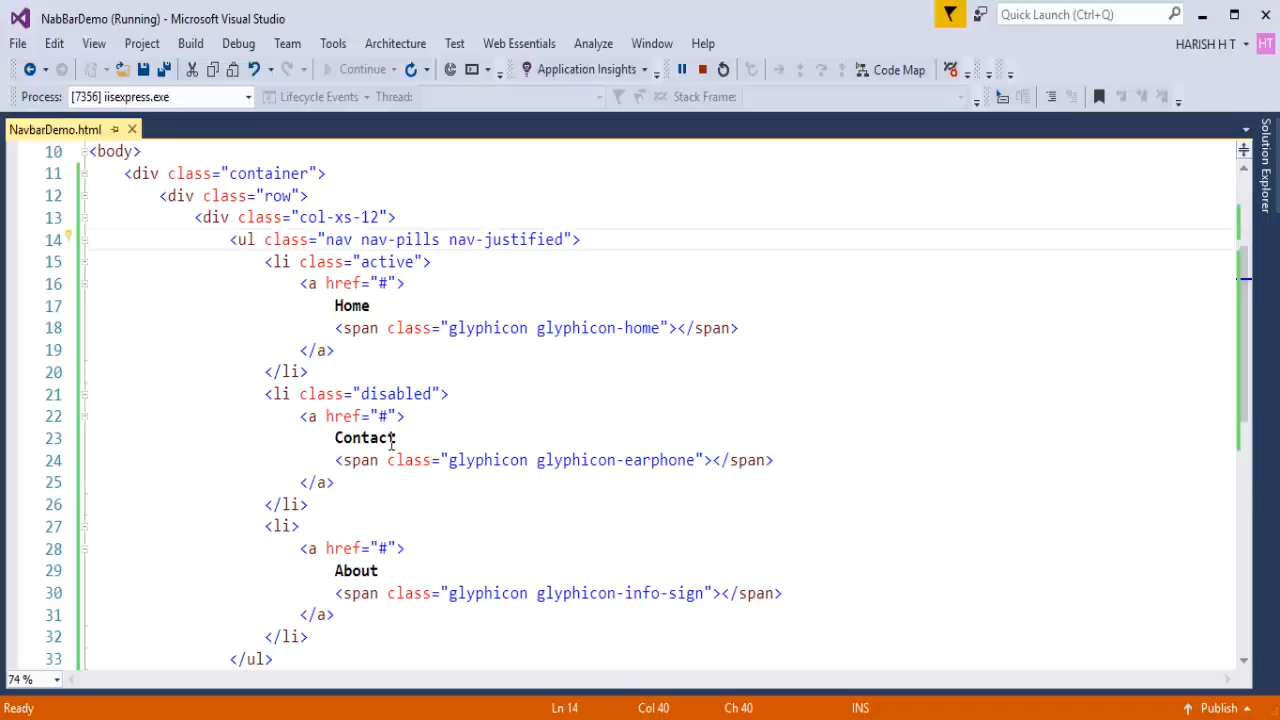 NabBarDemo (Running) - Microsoft Visual Studio
Quick Launch (Ctrl+Q)
File Edit View Project Build Debug Team Tools Architecture Test Web Essentials Analyze Window Help
HARISH H T HT
Continue Application Insights Code Map
Process: [7356] iisexpress.exe Lifecycle Events Thread: Stack Frame:
NavbarDemo.html
Solution Explorer
10 <body>
11 <div class="container">
12 <div class="row">
13 <div class="col-xs-12">
14 <ul class="nav nav-pills nav-justified">
15 <li class="active">
16 <a href="#">
17 Home
18 <span class="glyphicon glyphicon-home"></span>
19 </a>
20 </li>
21 <li class="disabled">
22 <a href="#">
23 Contact
24 <span class="glyphicon glyphicon-earphone"></span>
25 </a>
26 </li>
27 <li>
28 <a href="#">
29 About
30 <span class="glyphicon glyphicon-info-sign"></span>
31 </a>
32 </li>
33 </ul>
74 %
Ready Ln 14 Col 40 Ch 40 INS Publish